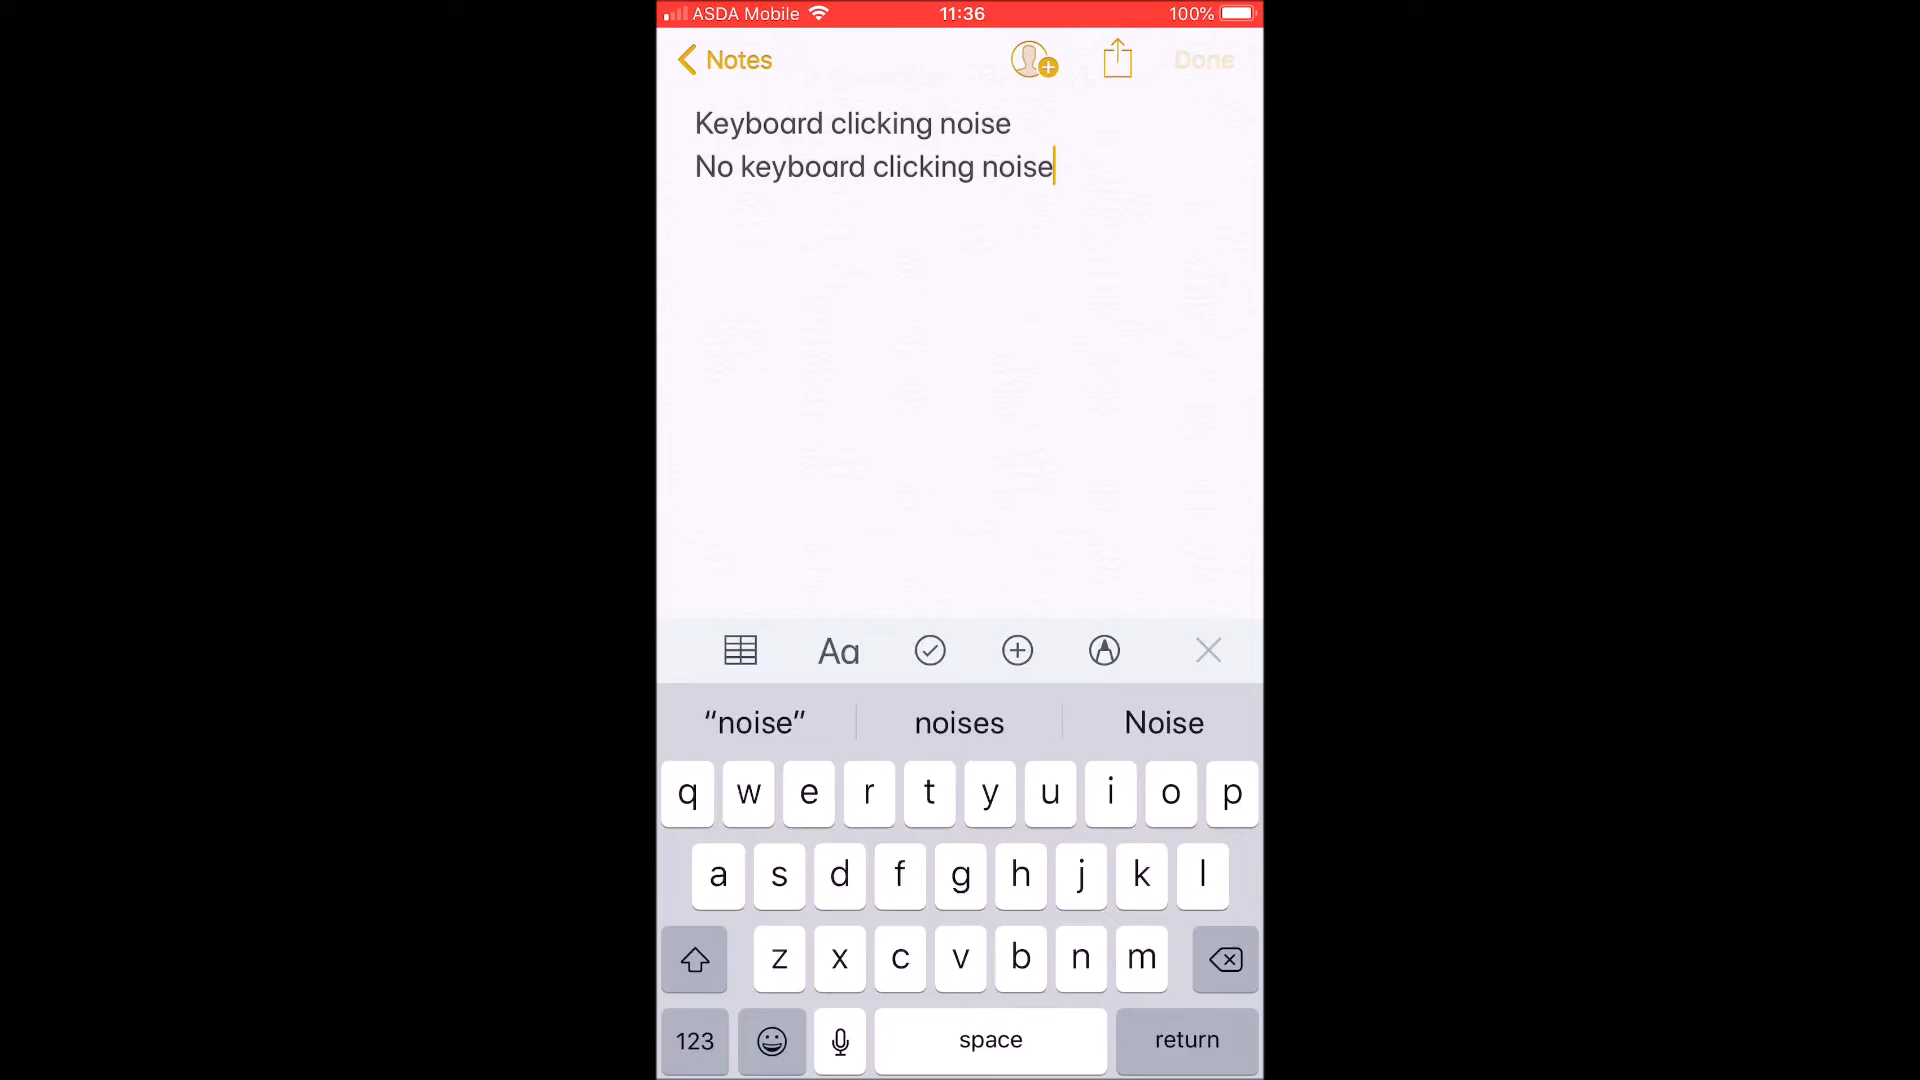 ASDA Mobile 11:36 100%
Notes Done
Keyboard clicking noise
No keyboard clicking noise
Aa
“noise” noises Noise
q w e r t y u i o p
a s d f g h j k l
z x c v b n m
123 space return